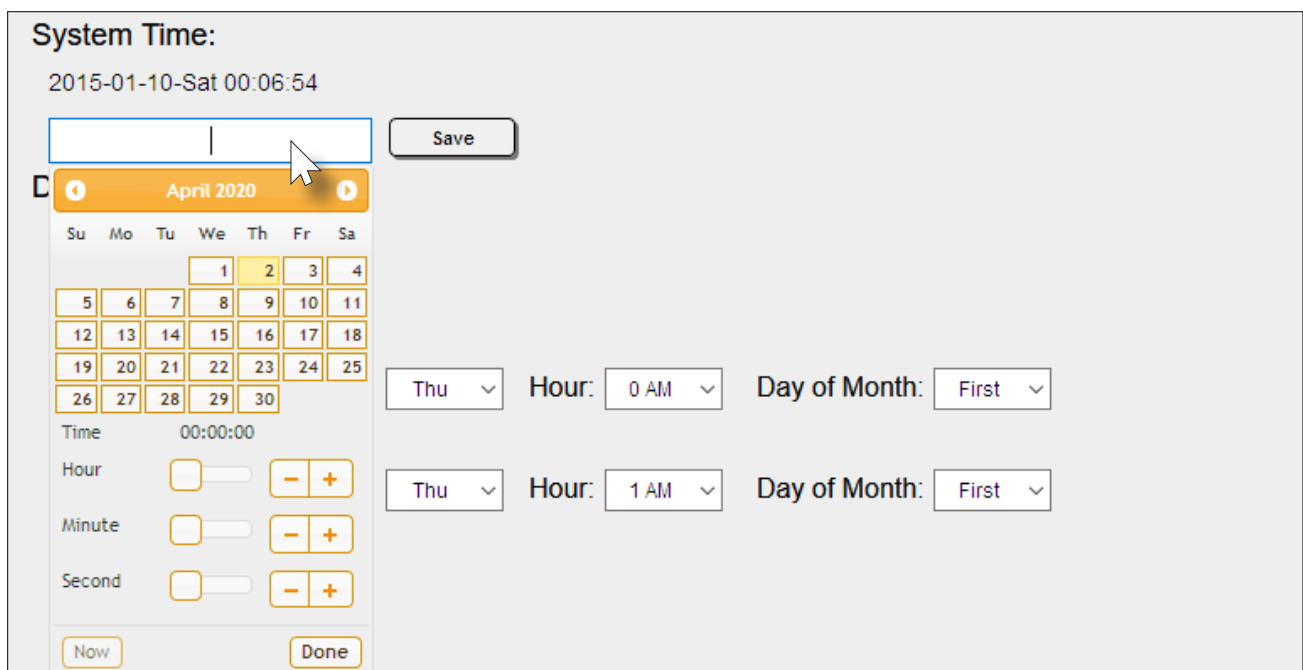 System Time:
2015-01-10-Sat 00:06:54
Save
D
April 2020
Su Mo Tu We Th Fr Sa
1 2 3 4
5 6 7 8 9 10 11
12 13 14 15 16 17 18
19 20 21 22 23 24 25
Thu Hour: 0 AM Day of Month: First
26 27 28 29 30
Time 00:00:00
Hour - +
Thu Hour: 1 AM Day of Month: First
Minute - +
Second - +
Now Done